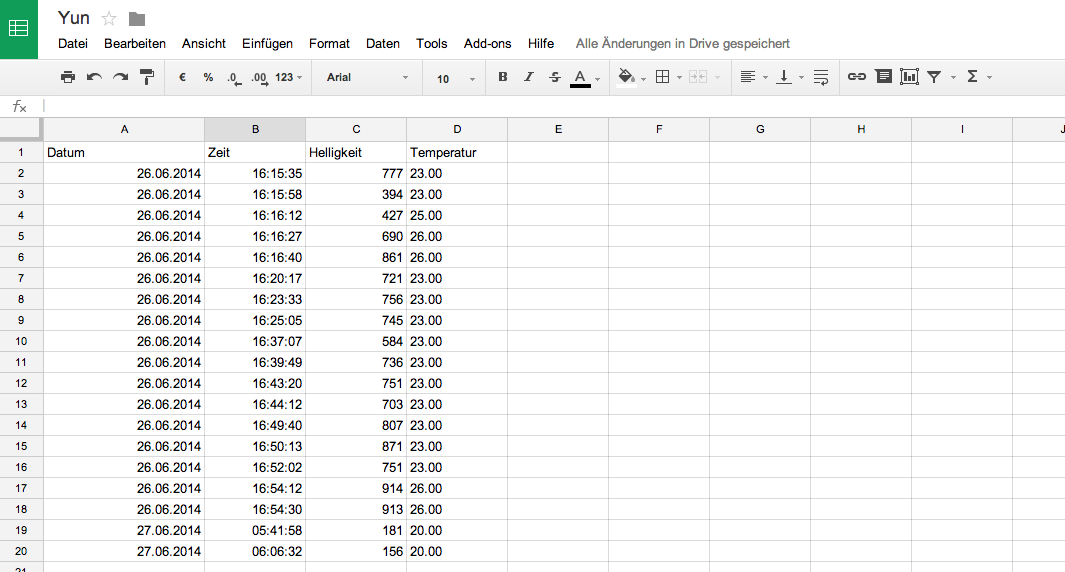 Yun
Datei Bearbeiten Ansicht Einfügen Format Daten Tools Add-ons Hilfe Alle Änderungen in Drive gespeichert
€ % .0 .00 123 Arial 10 B I S A Σ
fx
A B C D E F G H I J
1 Datum Zeit Helligkeit Temperatur
2 26.06.2014 16:15:35 777 23.00
3 26.06.2014 16:15:58 394 23.00
4 26.06.2014 16:16:12 427 25.00
5 26.06.2014 16:16:27 690 26.00
6 26.06.2014 16:16:40 861 26.00
7 26.06.2014 16:20:17 721 23.00
8 26.06.2014 16:23:33 756 23.00
9 26.06.2014 16:25:05 745 23.00
10 26.06.2014 16:37:07 584 23.00
11 26.06.2014 16:39:49 736 23.00
12 26.06.2014 16:43:20 751 23.00
13 26.06.2014 16:44:12 703 23.00
14 26.06.2014 16:49:40 807 23.00
15 26.06.2014 16:50:13 871 23.00
16 26.06.2014 16:52:02 751 23.00
17 26.06.2014 16:54:12 914 26.00
18 26.06.2014 16:54:30 913 26.00
19 27.06.2014 05:41:58 181 20.00
20 27.06.2014 06:06:32 156 20.00
21